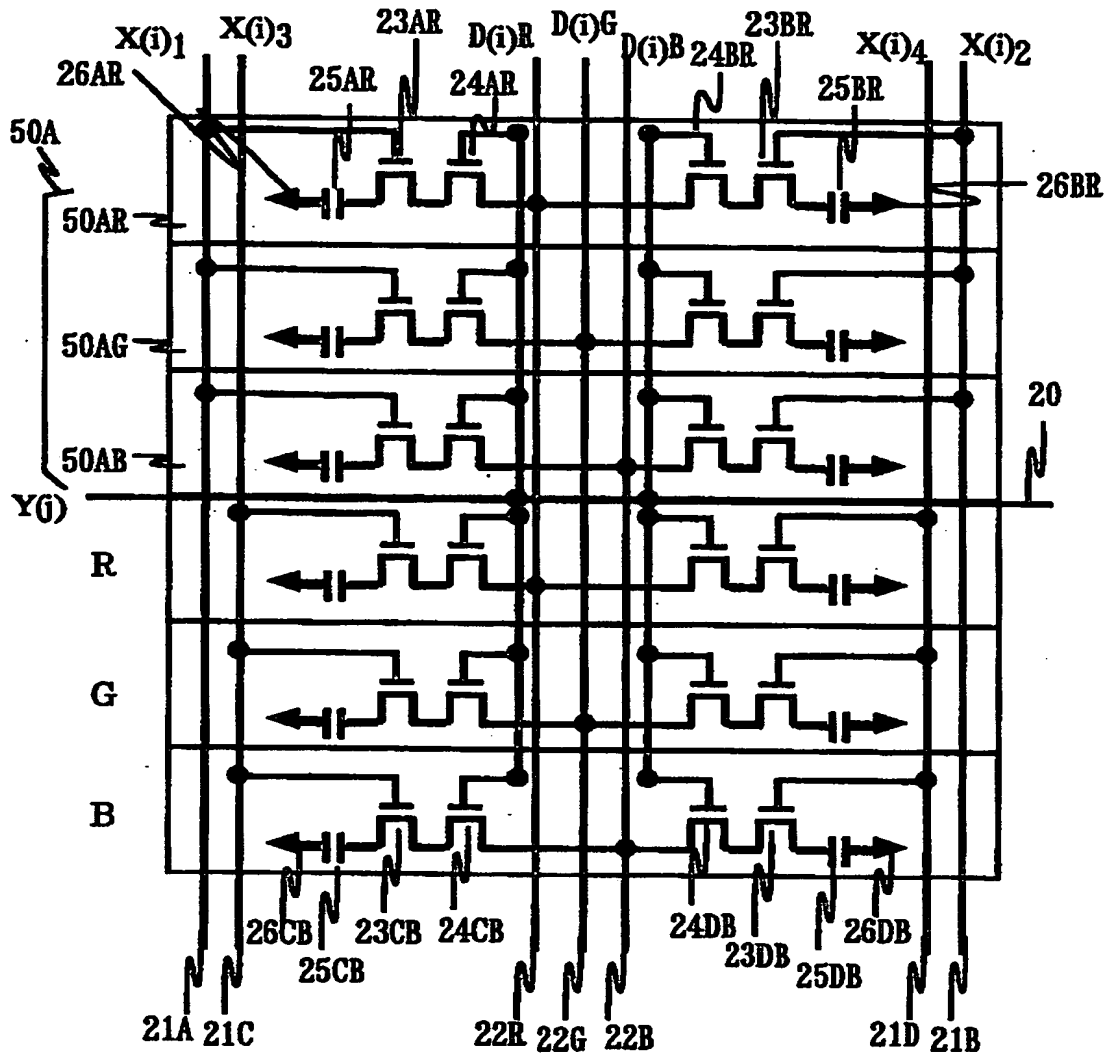 X(i)1 X(i)3 23AR D(i)R D(i)G D(i)B 24BR 23BR X(i)4 X(i)2
26AR 25AR 24AR 25BR
50A
26BR
50AR
50AG
20
50AB
Y(j)
R
G
B
26CB 25CB 23CB 24CB 24DB 23DB 25DB 26DB
21A 21C 22R 22G 22B 21D 21B